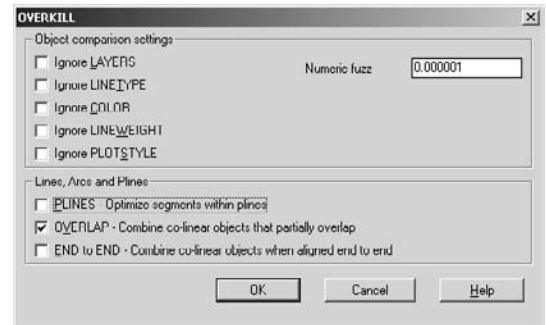 OVERKILL
Object comparison settings
Ignore LAYERS
Numeric fuzz 0.000001
Ignore LINETYPE
Ignore COLOR
Ignore LINEWEIGHT
Ignore PLOTSTYLE
Lines, Arcs and Plines
PLINES - Optimize segments within plines
OVERLAP - Combine co-linear objects that partially overlap
END to END - Combine co-linear objects when aligned end to end
OK Cancel Help